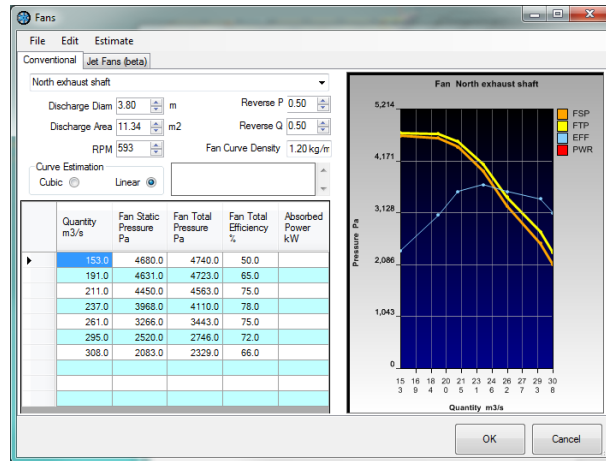 Fans
File Edit Estimate
Conventional Jet Fans (beta)
North exhaust shaft
Discharge Diam 3.80 m Reverse P 0.50
Discharge Area 11.34 m2 Reverse Q 0.50
RPM 593 Fan Curve Density 1.20 kg/m
Curve Estimation
Cubic Linear
Quantity m3/s Fan Static Pressure Pa Fan Total Pressure Pa Fan Total Efficiency % Absorbed Power kW
153.0 4680.0 4740.0 50.0
191.0 4631.0 4723.0 65.0
211.0 4450.0 4563.0 75.0
237.0 3968.0 4110.0 78.0
261.0 3266.0 3443.0 75.0
295.0 2520.0 2746.0 72.0
308.0 2083.0 2329.0 66.0
Fan North exhaust shaft
5,214
4,171
3,128
2,086
1,043
0
Pressure Pa
FSP
FTP
EFF
PWR
15 16 18 20 21 23 24 26 27 29 30
3 9 4 0 5 1 6 2 7 3 8
Quantity m3/s
OK Cancel